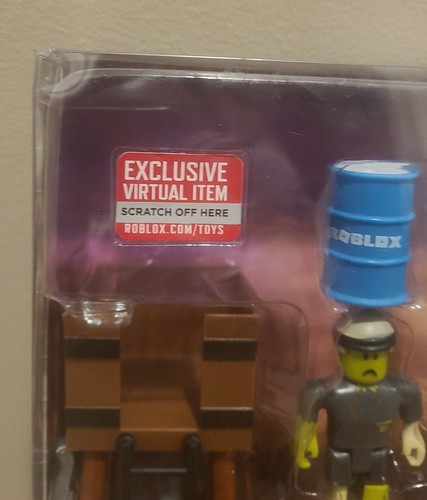 EXCLUSIVE
VIRTUAL ITEM
SCRATCH OFF HERE
ROBLOX.COM/TOYS
ROBLOX